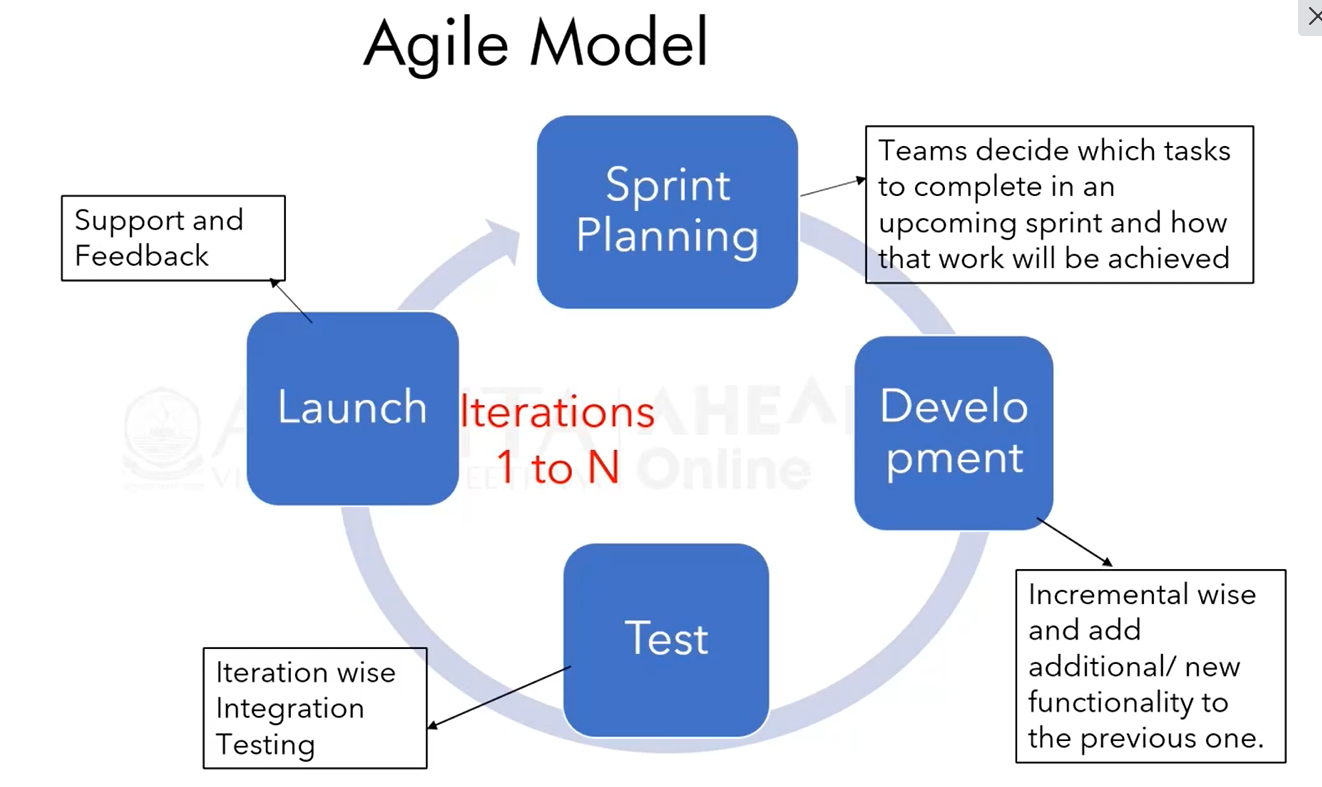 Agile Model
Sprint
Planning
Teams decide which tasks
to complete in an
upcoming sprint and how
that work will be achieved
Support and
Feedback
Launch
Iterations
1 to N
Develo
pment
AHEAD
Online
Test
Incremental wise
and add
additional/ new
functionality to
the previous one.
Iteration wise
Integration
Testing